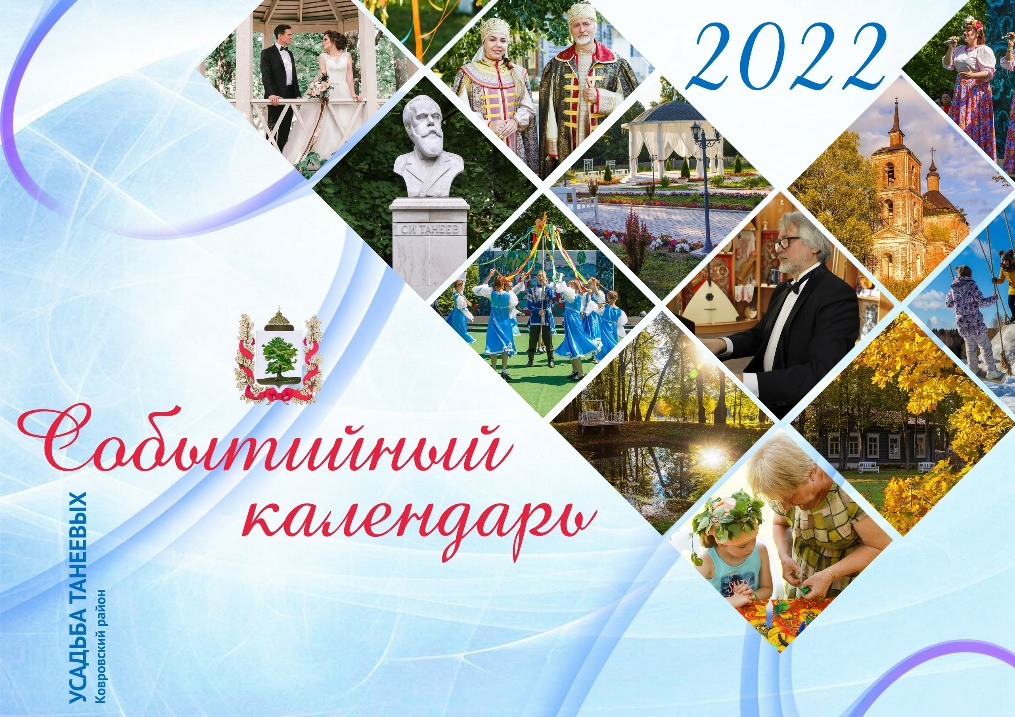 2022
С.И. ТАНЕЕВ
Событийный
календарь
УСАДЬБА ТАНЕЕВЫХ
Ковровский район